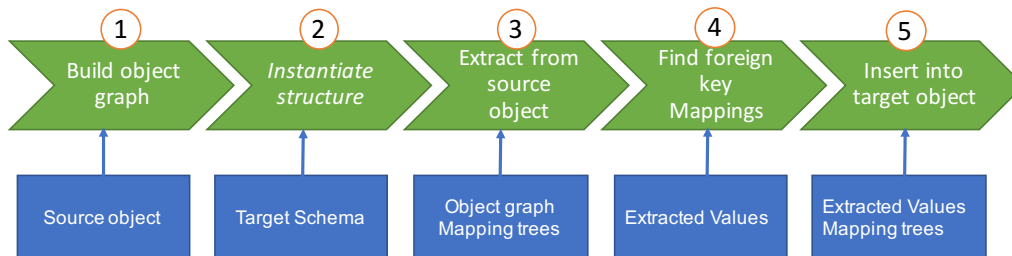 1
Build object
graph
2
Instantiate
structure
3
Extract from
source
object
4
Find foreign
key
Mappings
5
Insert into
target object
Source object
Target Schema
Object graph
Mapping trees
Extracted Values
Extracted Values
Mapping trees